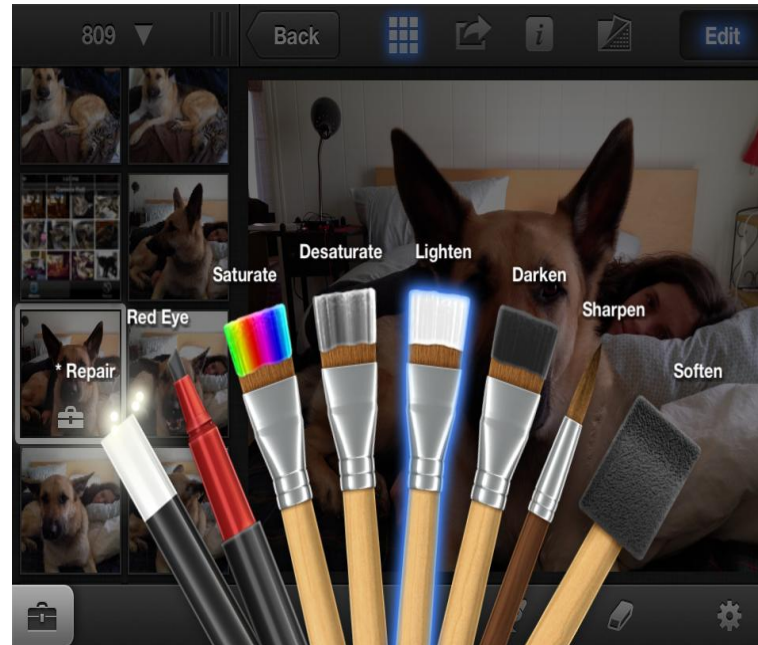 809
Back
Edit
Desaturate
Lighten
Saturate
Darken
Red Eye
Sharpen
* Repair
Soften